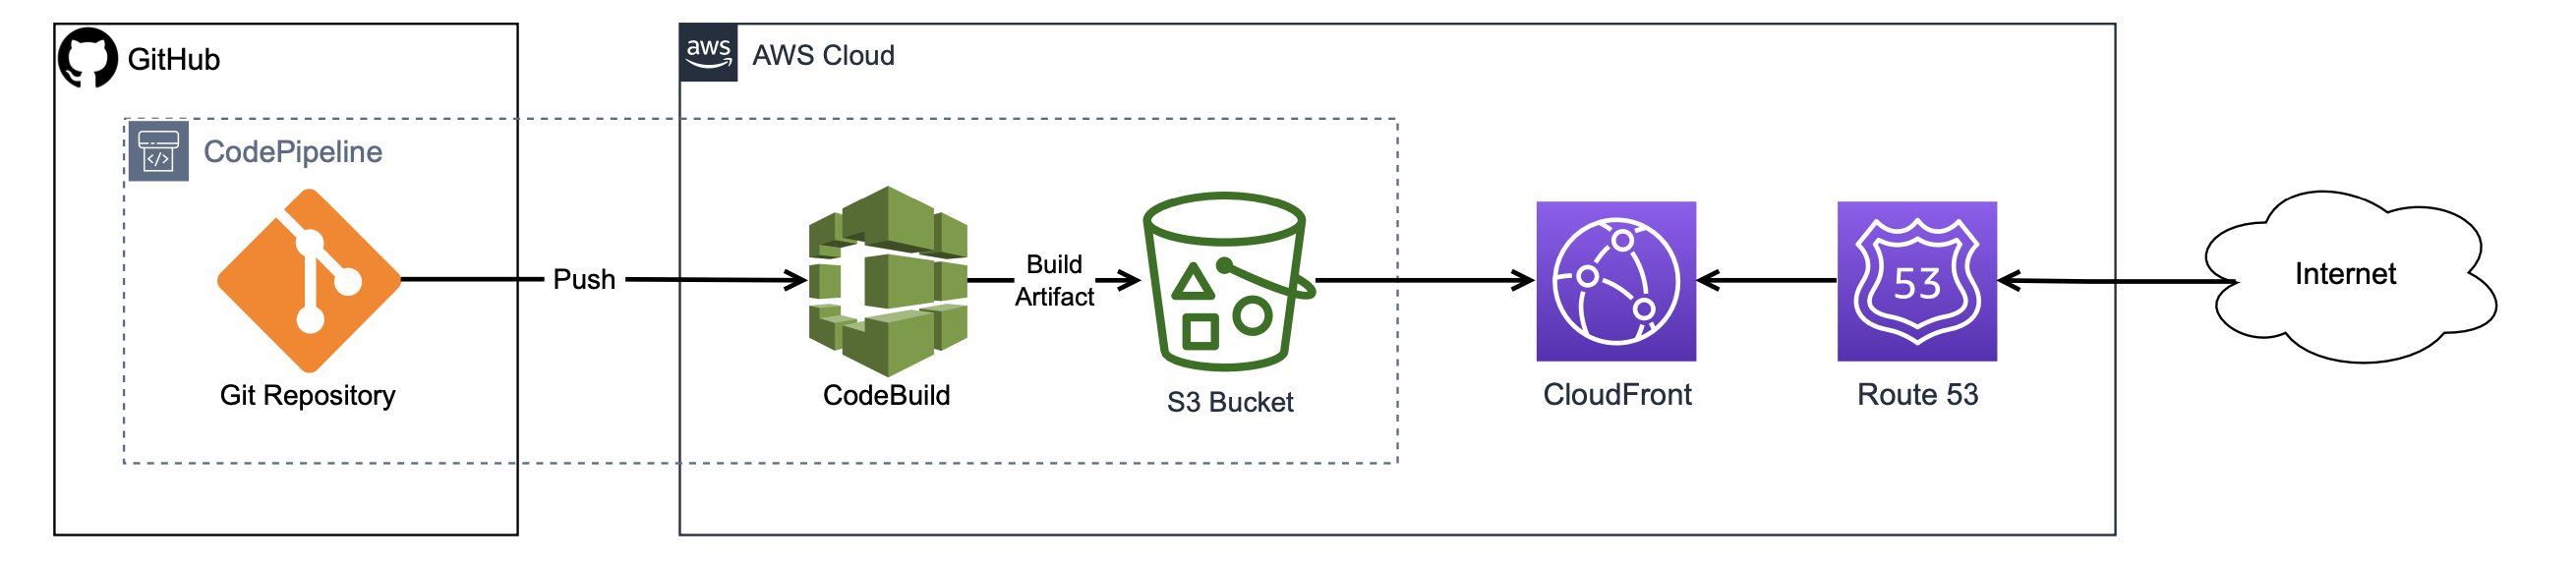 GitHub
aws
AWS Cloud
CodePipeline
</>
Push
Build
Artifact
53
Internet
Git Repository
CodeBuild
S3 Bucket
CloudFront
Route 53